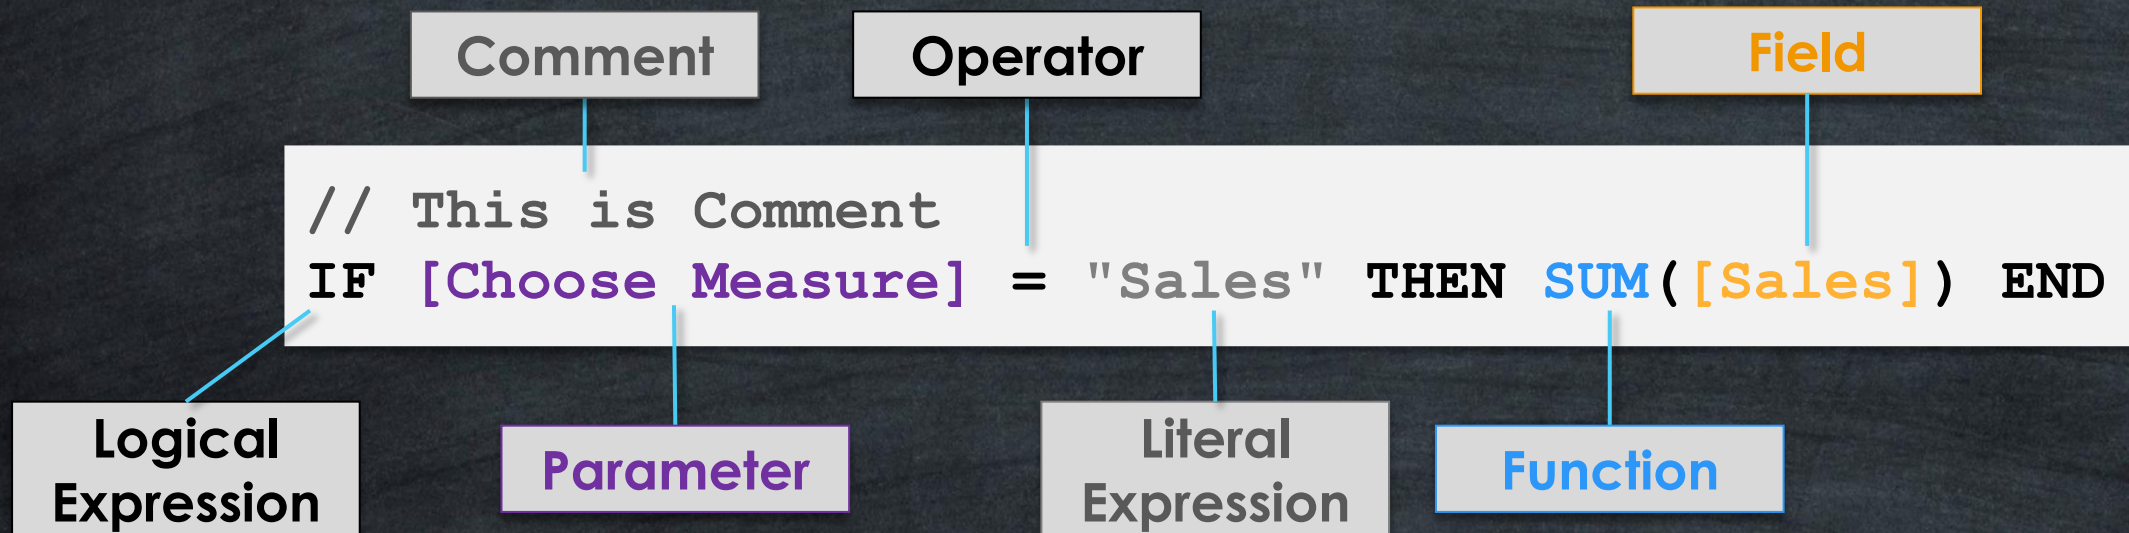 Comment
Operator
Field
// This is Comment
IF [Choose Measure] = "Sales" THEN SUM([Sales]) END
Logical
Expression
Parameter
Literal
Expression
Function